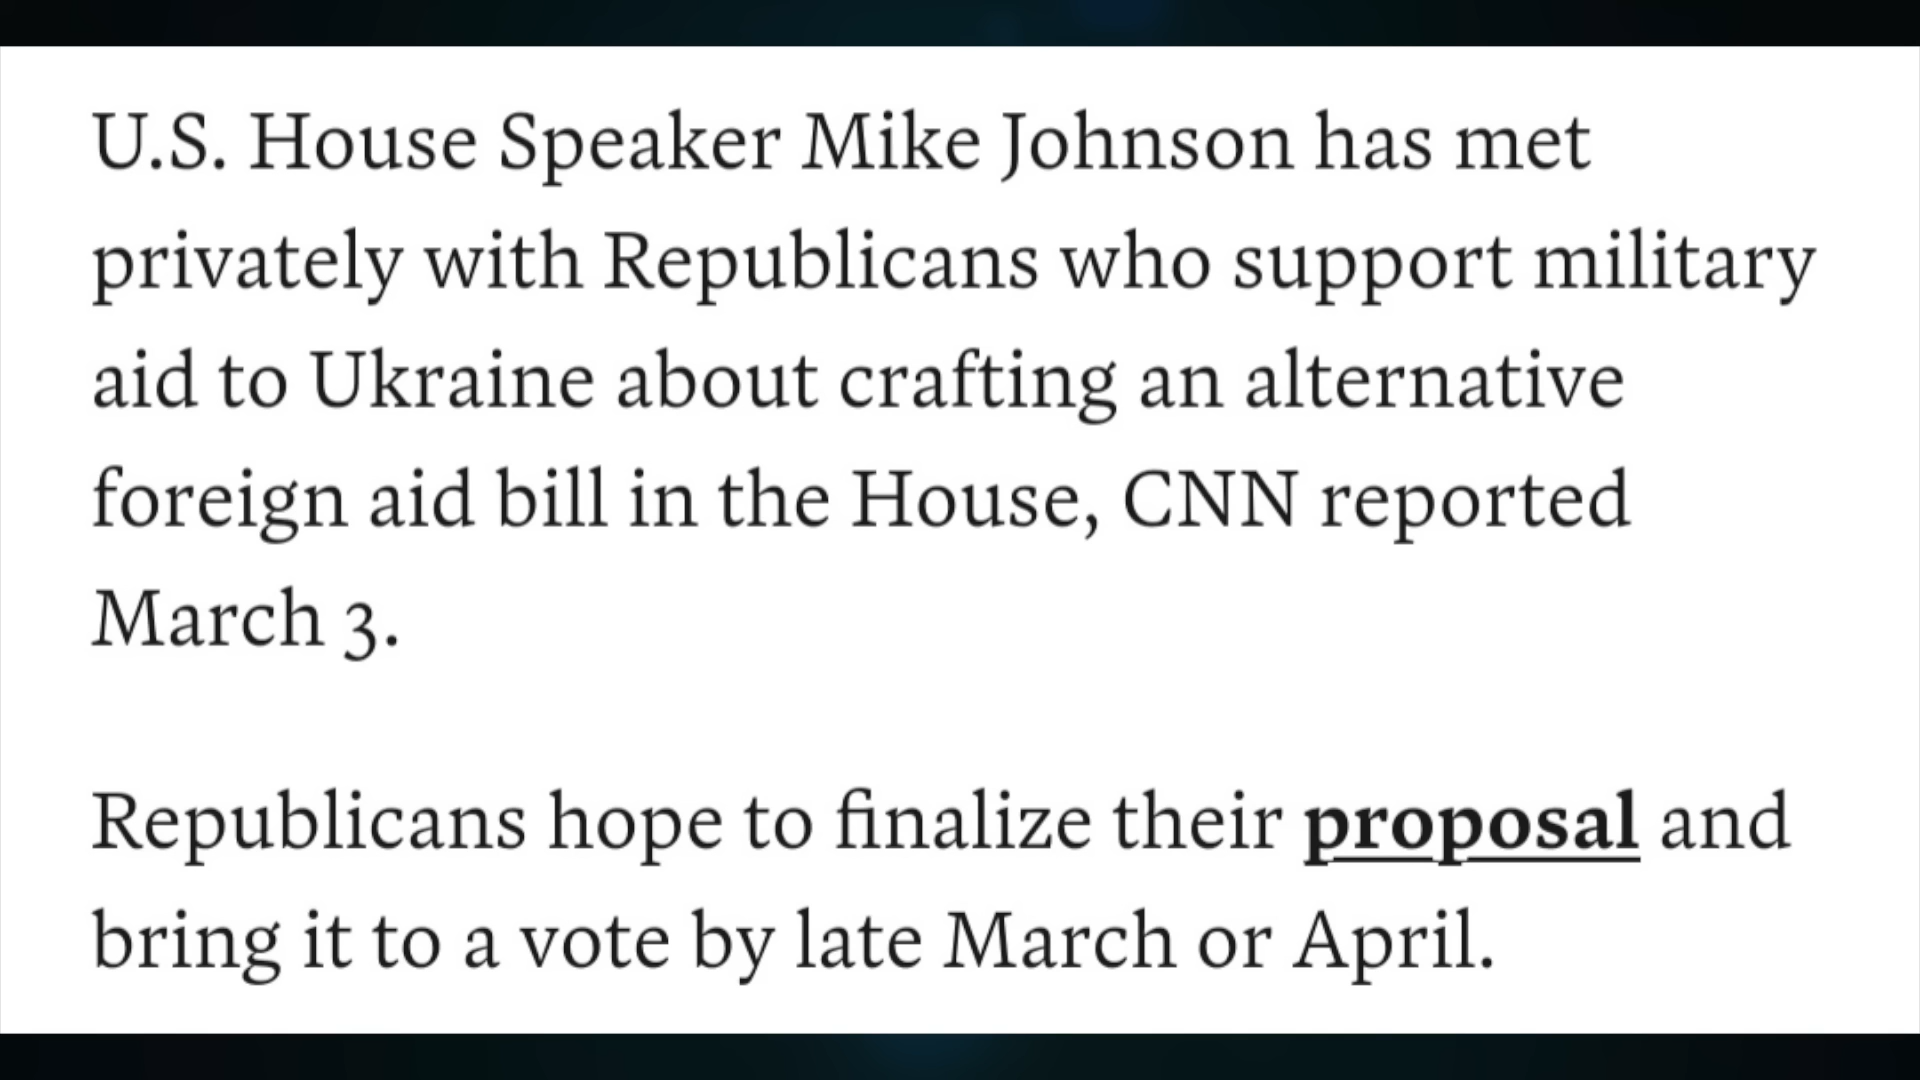 U.S. House Speaker Mike Johnson has met
privately with Republicans who support military
aid to Ukraine about crafting an alternative
foreign aid bill in the House, CNN reported
March 3.
Republicans hope to finalize their proposal and
bring it to a vote by late March or April.